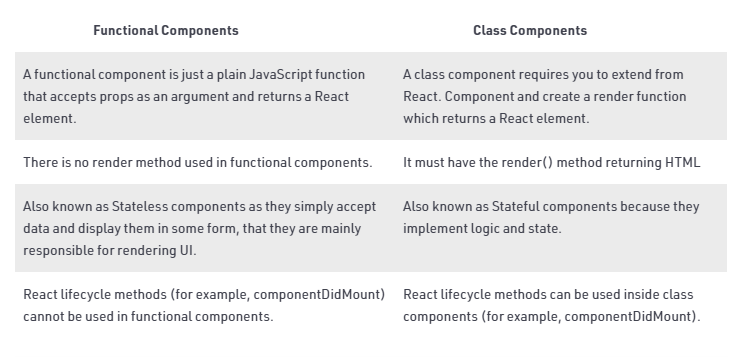 Functional Components
Class Components
A functional component is just a plain JavaScript function
that accepts props as an argument and returns a React
element.
A class component requires you to extend from
React. Component and create a render function
which returns a React element.
There is no render method used in functional components.
It must have the render() method returning HTML
Also known as Stateless components as they simply accept
data and display them in some form, that they are mainly
responsible for rendering UI.
Also known as Stateful components because they
implement logic and state.
React lifecycle methods (for example, componentDidMount)
cannot be used in functional components.
React lifecycle methods can be used inside class
components (for example, componentDidMount).